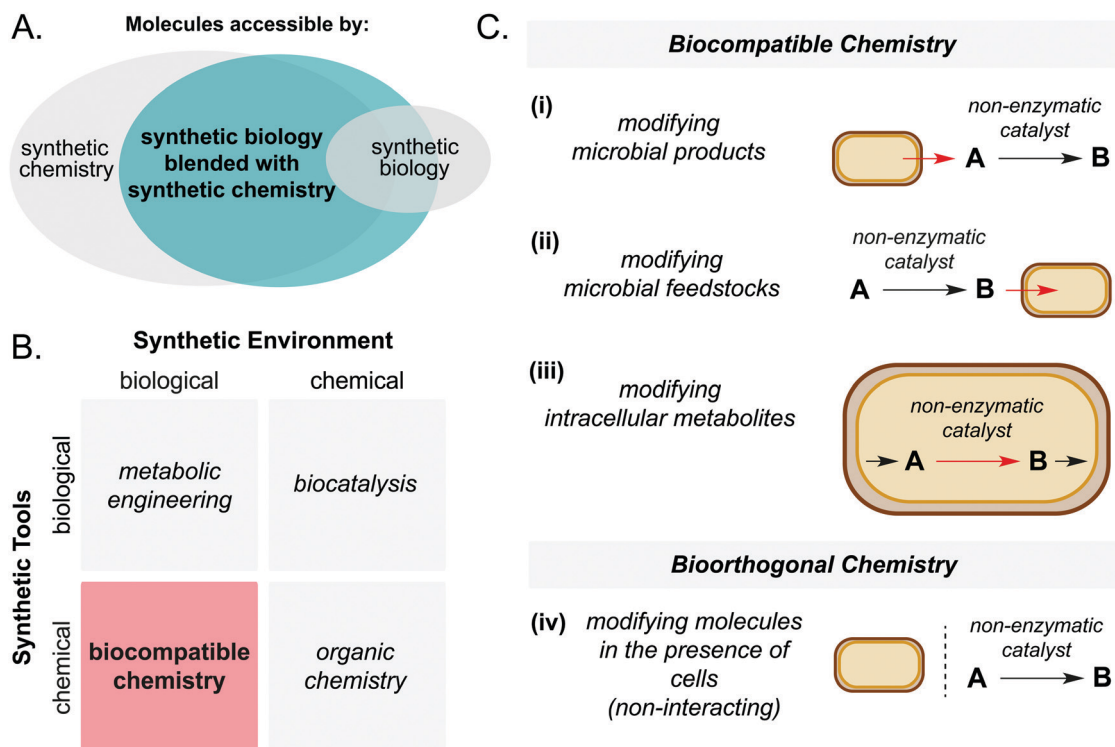 A.
Molecules accessible by:
synthetic
chemistry
synthetic biology
blended with
synthetic chemistry
synthetic
biology
B.
Synthetic Environment
biological
chemical
Synthetic Tools
biological
chemical
metabolic
engineering
biocatalysis
biocompatible
chemistry
organic
chemistry
C.
Biocompatible Chemistry
(i)
modifying
microbial products
non-enzymatic
catalyst
A
B
(ii)
modifying
microbial feedstocks
non-enzymatic
catalyst
A
B
(iii)
modifying
intracellular metabolites
non-enzymatic
catalyst
A
B
Bioorthogonal Chemistry
(iv)
modifying molecules
in the presence of
cells
(non-interacting)
non-enzymatic
catalyst
A
B